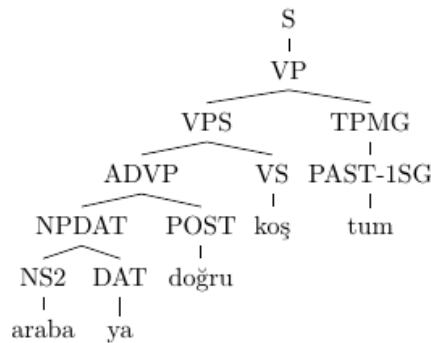 S
VP
VPS TPMG
ADVP VS PAST-1SG
NPDAT POST koş tum
NS2 DAT doğru
araba ya